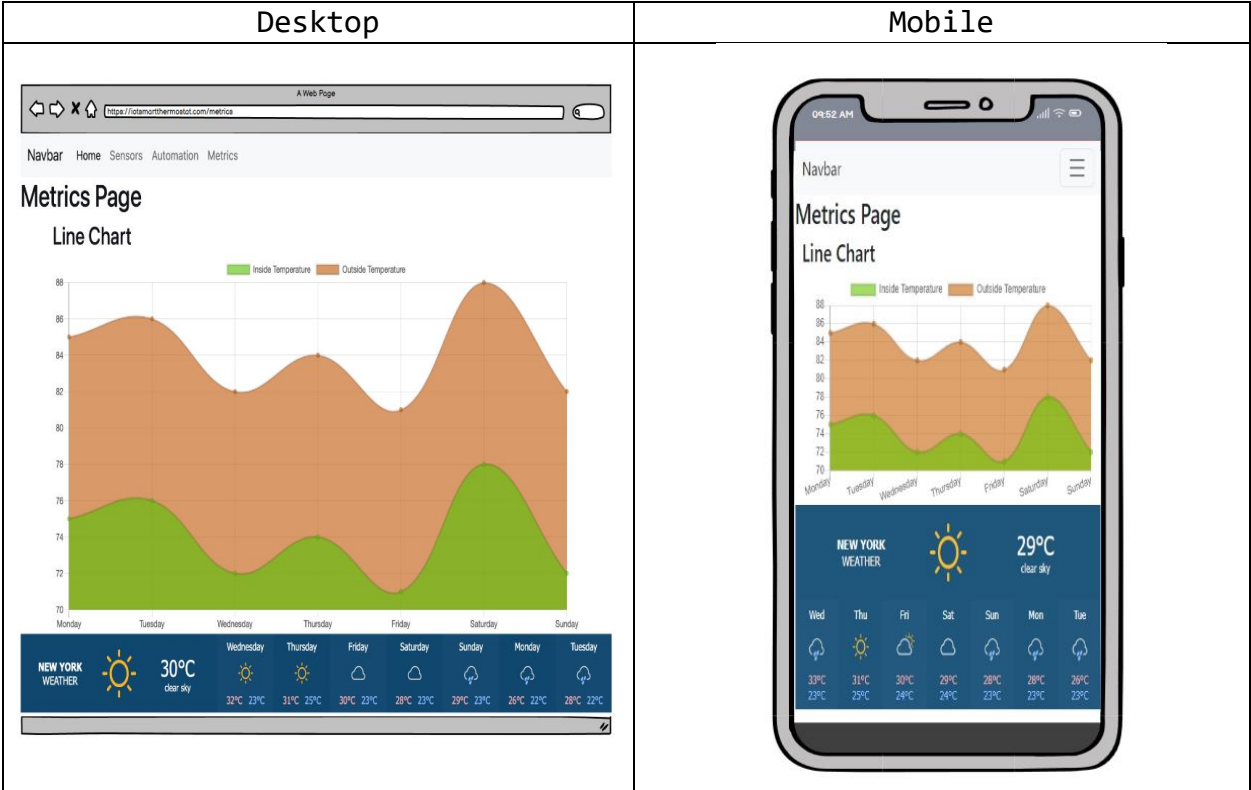 Desktop
Mobile
A Web Page
https://iotsmortthermostat.com/metrics
Navbar Home Sensors Automation Metrics
Metrics Page
Line Chart
Inside Temperature Outside Temperature
88
86
84
82
80
78
76
74
72
70
Monday Tuesday Wednesday Thursday Friday Saturday Sunday
NEW YORK
WEATHER
30°C
clear sky
Wednesday Thursday Friday Saturday Sunday Monday Tuesday
32°C 23°C 31°C 25°C 30°C 23°C 28°C 23°C 29°C 23°C 26°C 22°C 28°C 22°C
09:52 AM
Navbar
Metrics Page
Line Chart
Inside Temperature Outside Temperature
88
86
84
82
80
78
76
74
72
70
Monday Tuesday Wednesday Thursday Friday Saturday Sunday
NEW YORK
WEATHER
29°C
clear sky
Wed Thu Fri Sat Sun Mon Tue
33°C 31°C 30°C 29°C 28°C 28°C 26°C
23°C 25°C 24°C 24°C 23°C 23°C 23°C